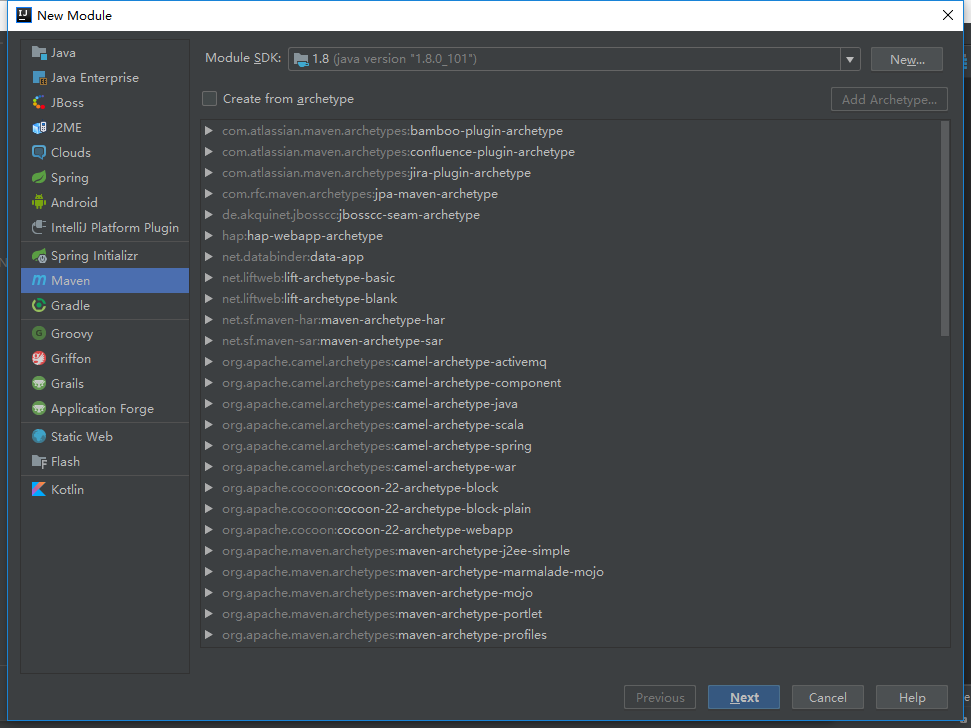 New Module
Java
Java Enterprise
JBoss
J2ME
Clouds
Spring
Android
IntelliJ Platform Plugin
Spring Initializr
Maven
Gradle
Groovy
Griffon
Grails
Application Forge
Static Web
Flash
Kotlin
Module SDK: 1.8 (java version "1.8.0_101") New...
Create from archetype Add Archetype...
com.atlassian.maven.archetypes:bamboo-plugin-archetype
com.atlassian.maven.archetypes:confluence-plugin-archetype
com.atlassian.maven.archetypes:jira-plugin-archetype
com.rfc.maven.archetypes:jpa-maven-archetype
de.akquinet.jbosscc:jbosscc-seam-archetype
hap:hap-webapp-archetype
net.databinder:data-app
net.liftweb:lift-archetype-basic
net.liftweb:lift-archetype-blank
net.sf.maven-har:maven-archetype-har
net.sf.maven-sar:maven-archetype-sar
org.apache.camel.archetypes:camel-archetype-activemq
org.apache.camel.archetypes:camel-archetype-component
org.apache.camel.archetypes:camel-archetype-java
org.apache.camel.archetypes:camel-archetype-scala
org.apache.camel.archetypes:camel-archetype-spring
org.apache.camel.archetypes:camel-archetype-war
org.apache.cocoon:cocoon-22-archetype-block
org.apache.cocoon:cocoon-22-archetype-block-plain
org.apache.cocoon:cocoon-22-archetype-webapp
org.apache.maven.archetypes:maven-archetype-j2ee-simple
org.apache.maven.archetypes:maven-archetype-marmalade-mojo
org.apache.maven.archetypes:maven-archetype-mojo
org.apache.maven.archetypes:maven-archetype-portlet
org.apache.maven.archetypes:maven-archetype-profiles
Previous Next Cancel Help